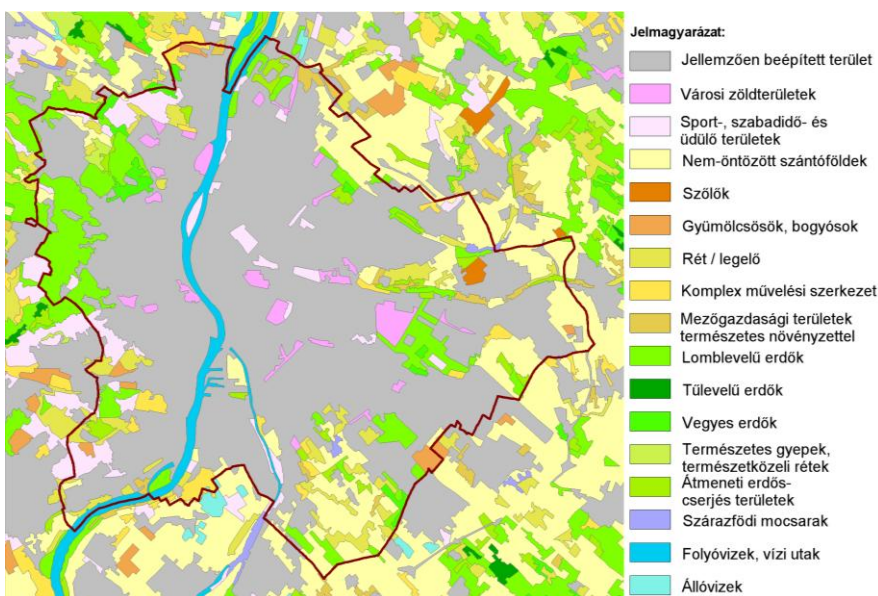 Jelmagyarázat:
Jellemzően beépített terület
Városi zöldterületek
Sport-, szabadidő- és
üdülő területek
Nem-öntözött szántóföldek
Szőlők
Gyümölcsösök, bogyósok
Rét / legelő
Komplex művelési szerkezet
Mezőgazdasági területek
természetes növényzettel
Lomblevelű erdők
Tűlevelű erdők
Vegyes erdők
Természetes gyepek,
természetközeli rétek
Átmeneti erdős-
cserjés területek
Szárazfödi mocsarak
Folyóvizek, vízi utak
Állóvizek